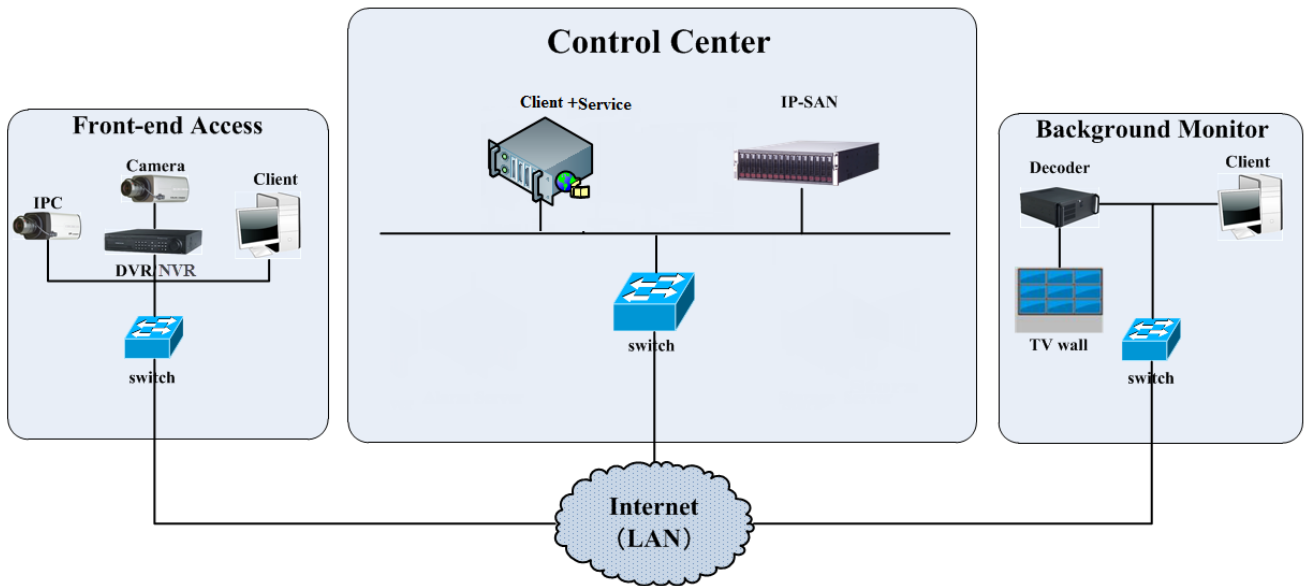 Control Center
Client +Service
IP-SAN
switch
Front-end Access
Camera
Client
IPC
DVR/NVR
switch
Background Monitor
Decoder
Client
TV wall
switch
Internet
（LAN）